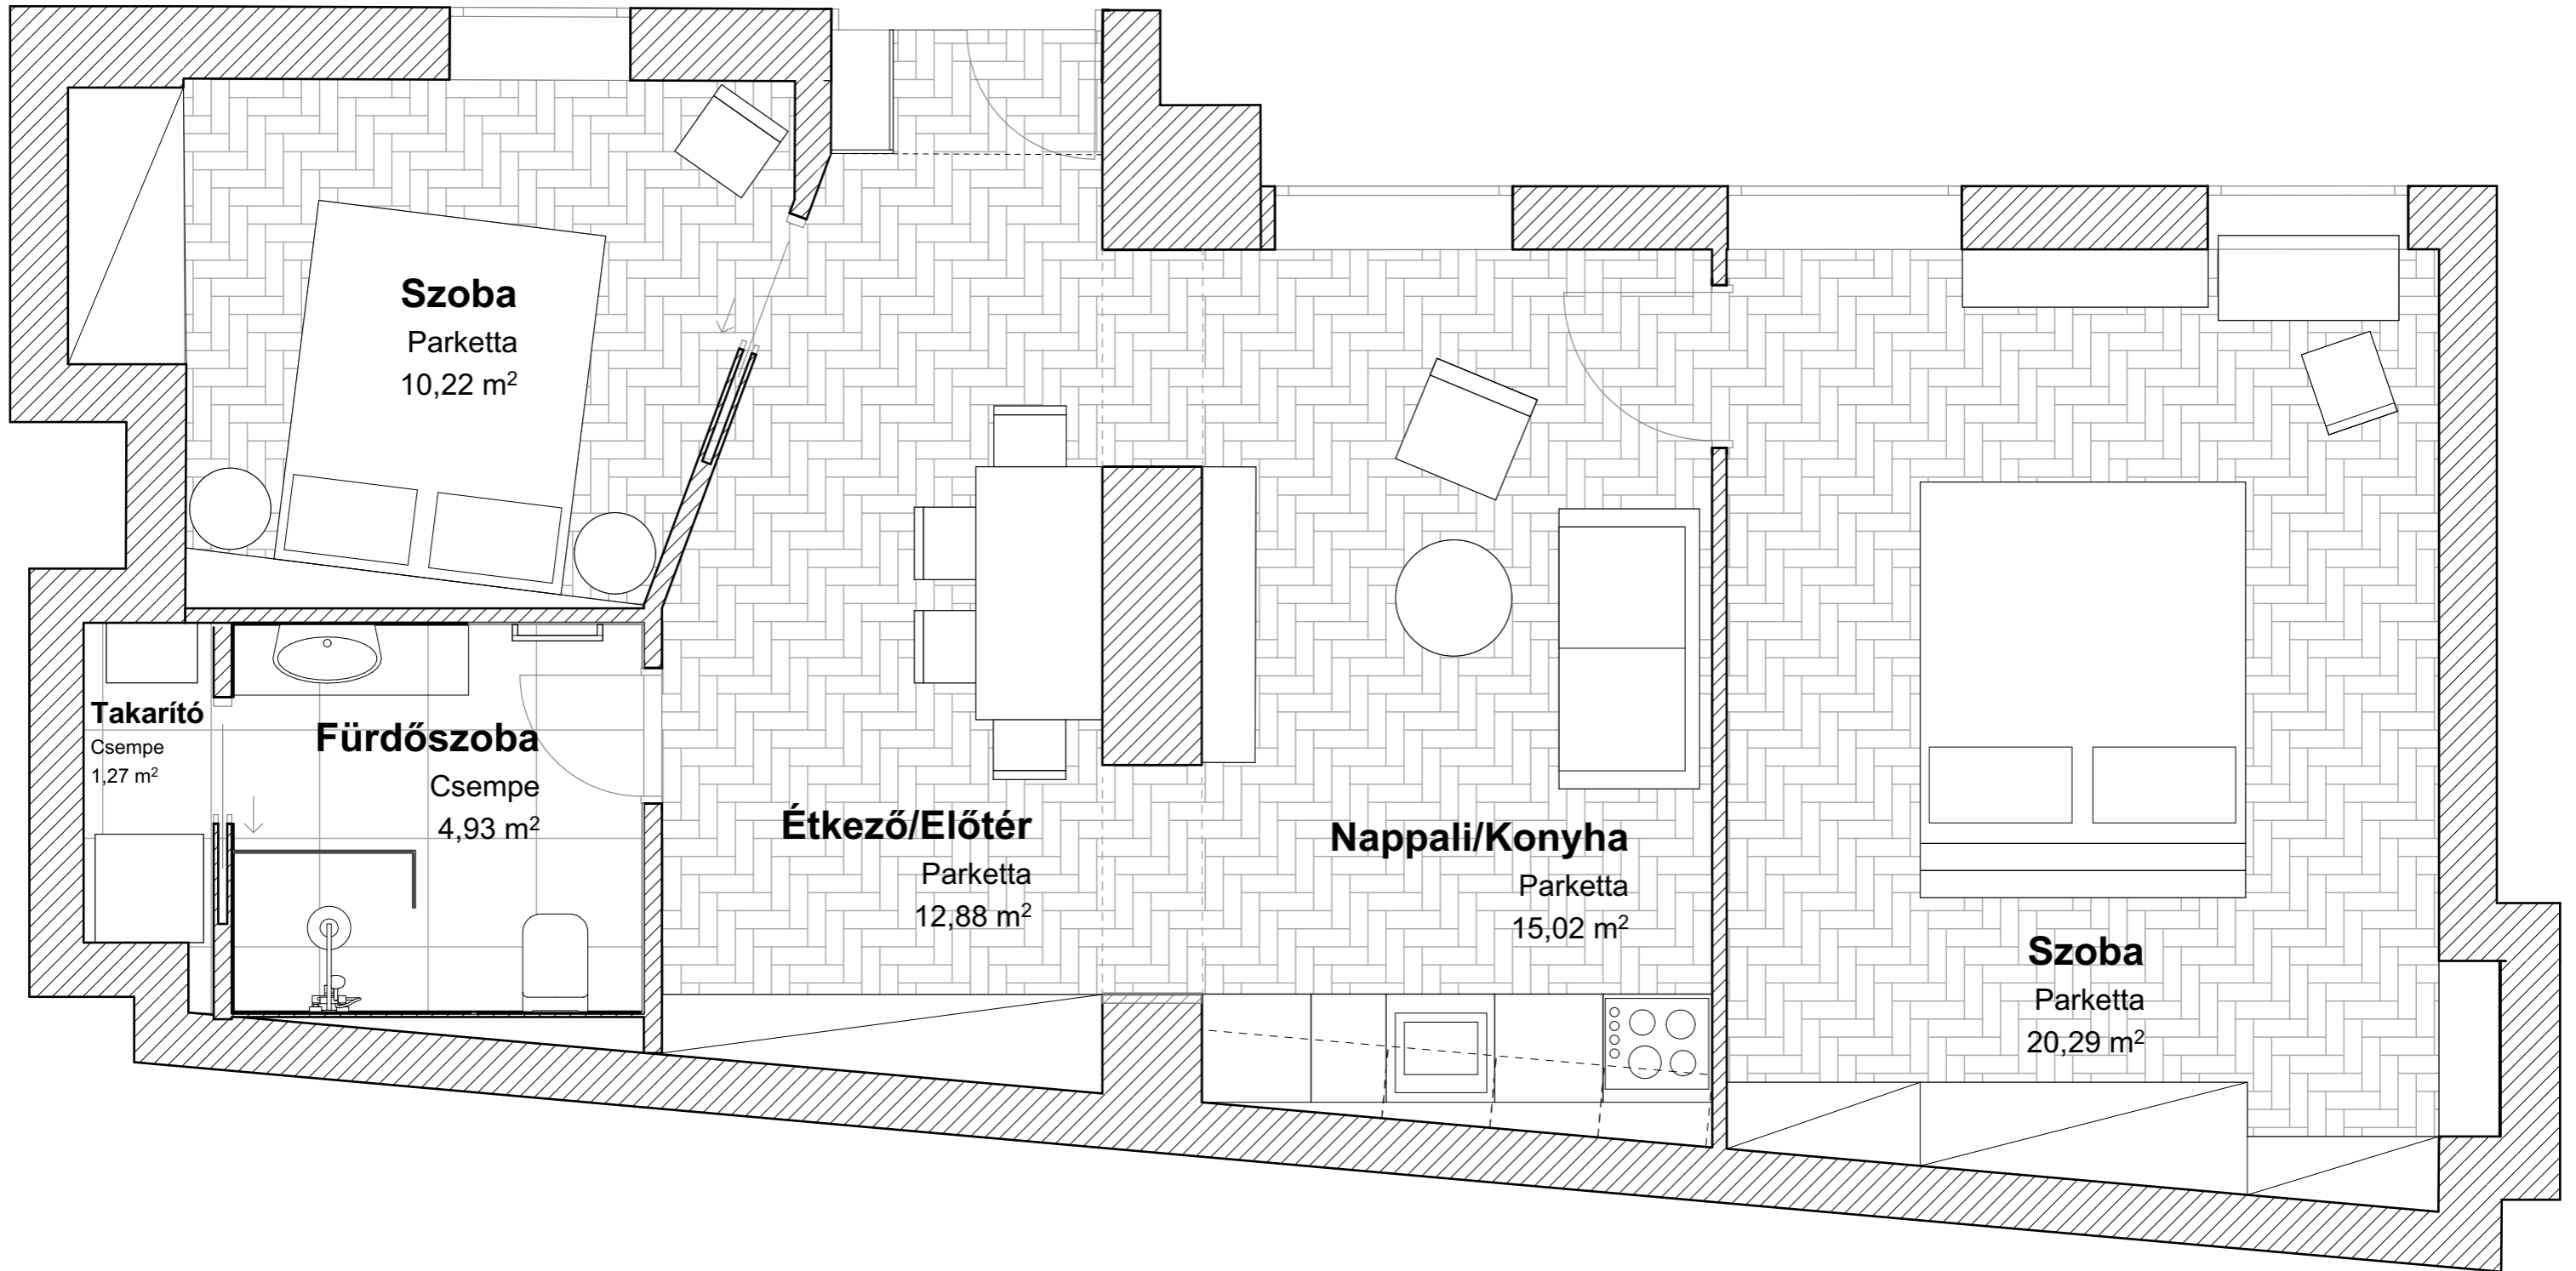 Szoba
Parketta
10,22 m²
Takarító
Csempe
1,27 m²
Fürdőszoba
Csempe
4,93 m²
Étkező/Előtér
Parketta
12,88 m²
Nappali/Konyha
Parketta
15,02 m²
Szoba
Parketta
20,29 m²